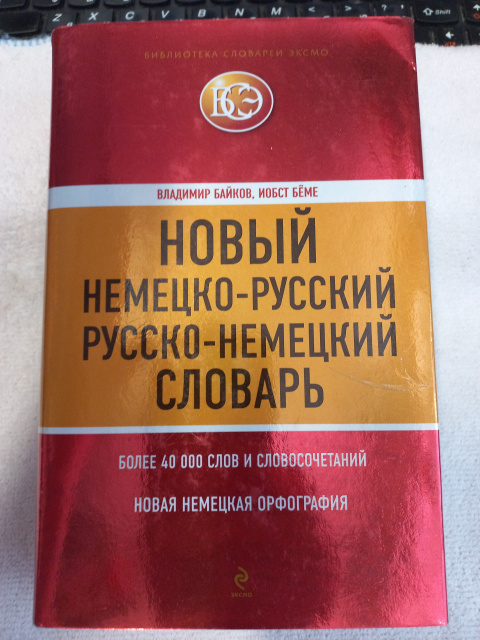 Z X C V B N M < > ? Shift
БИБЛИОТЕКА СЛОВАРЕЙ ЭКСМО
БСЭ
ВЛАДИМИР БАЙКОВ, ИОБСТ БЁМЕ
НОВЫЙ
НЕМЕЦКО-РУССКИЙ
РУССКО-НЕМЕЦКИЙ
СЛОВАРЬ
БОЛЕЕ 40 000 СЛОВ И СЛОВОСОЧЕТАНИЙ
НОВАЯ НЕМЕЦКАЯ ОРФОГРАФИЯ
ЭКСМО